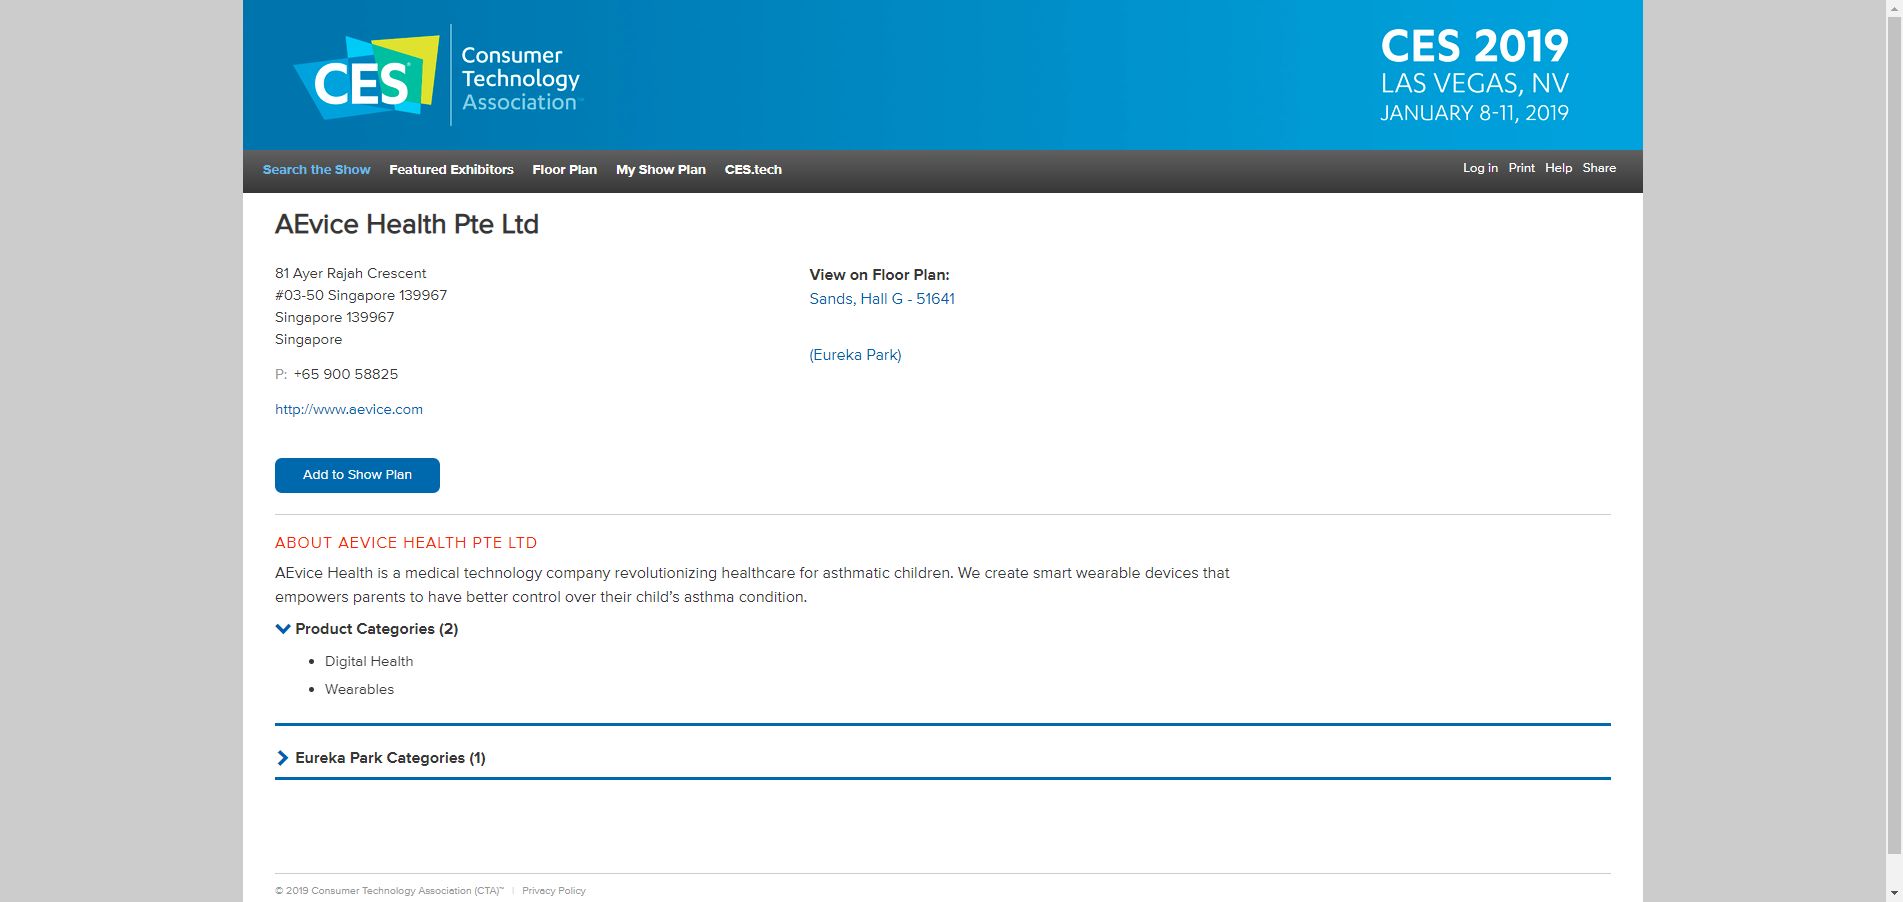 CES
Consumer
Technology
Association
CES 2019
LAS VEGAS, NV
JANUARY 8-11, 2019
Search the Show Featured Exhibitors Floor Plan My Show Plan CES.tech Log in Print Help Share
AEvice Health Pte Ltd
81 Ayer Rajah Crescent
#03-50 Singapore 139967
Singapore 139967
Singapore
P: +65 900 58825
http://www.aevice.com
View on Floor Plan:
Sands, Hall G - 51641
(Eureka Park)
Add to Show Plan
ABOUT AEVICE HEALTH PTE LTD
AEvice Health is a medical technology company revolutionizing healthcare for asthmatic children. We create smart wearable devices that
empowers parents to have better control over their child's asthma condition.
Product Categories (2)
• Digital Health
• Wearables
Eureka Park Categories (1)
© 2019 Consumer Technology Association (CTA)™ | Privacy Policy